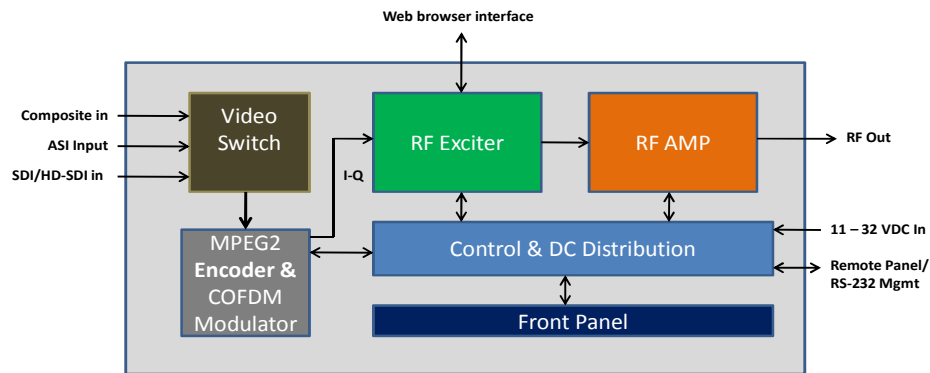 Web browser interface
Composite in
ASI Input
SDI/HD-SDI in
Video
Switch
RF Exciter
RF AMP
RF Out
I-Q
MPEG2
Encoder &
COFDM
Modulator
Control & DC Distribution
11 – 32 VDC In
Remote Panel/
RS-232 Mgmt
Front Panel